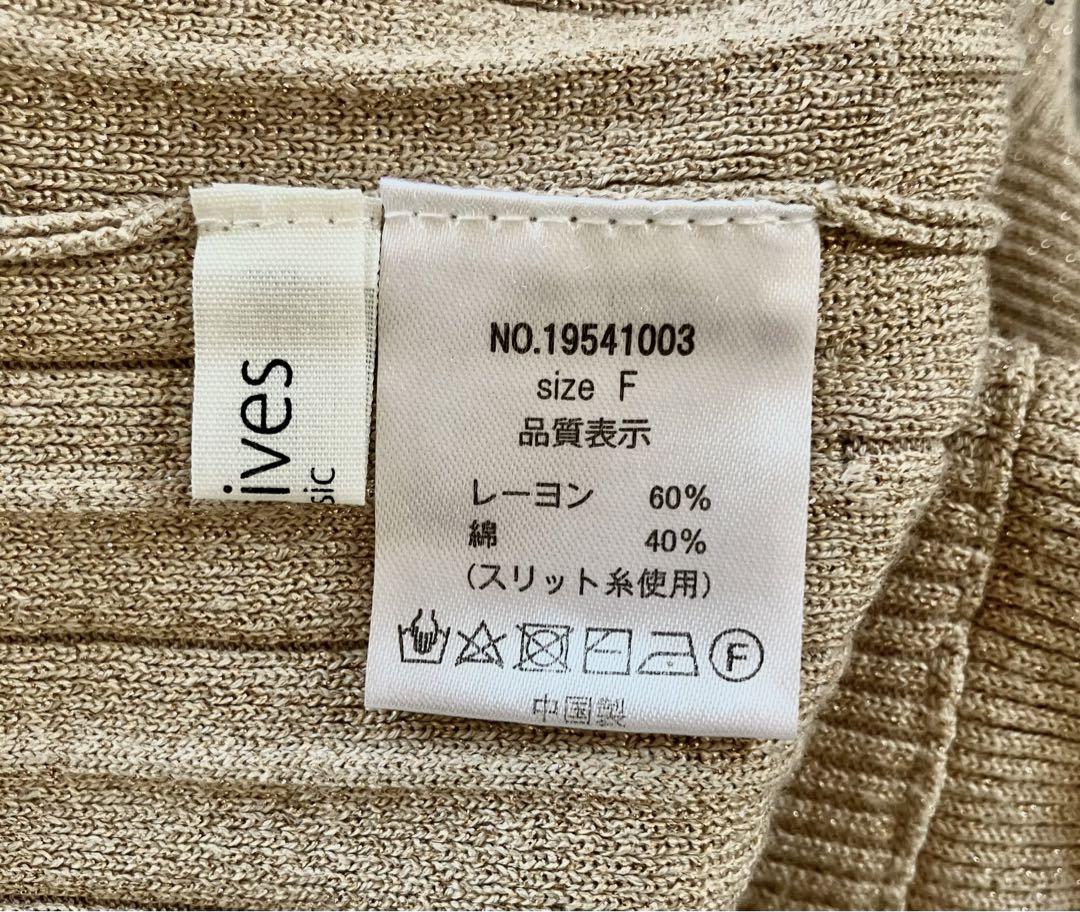 ives
sic
NO.19541003
size F
品質表示
レーヨン 60%
綿 40%
(スリット糸使用)
F
中国製